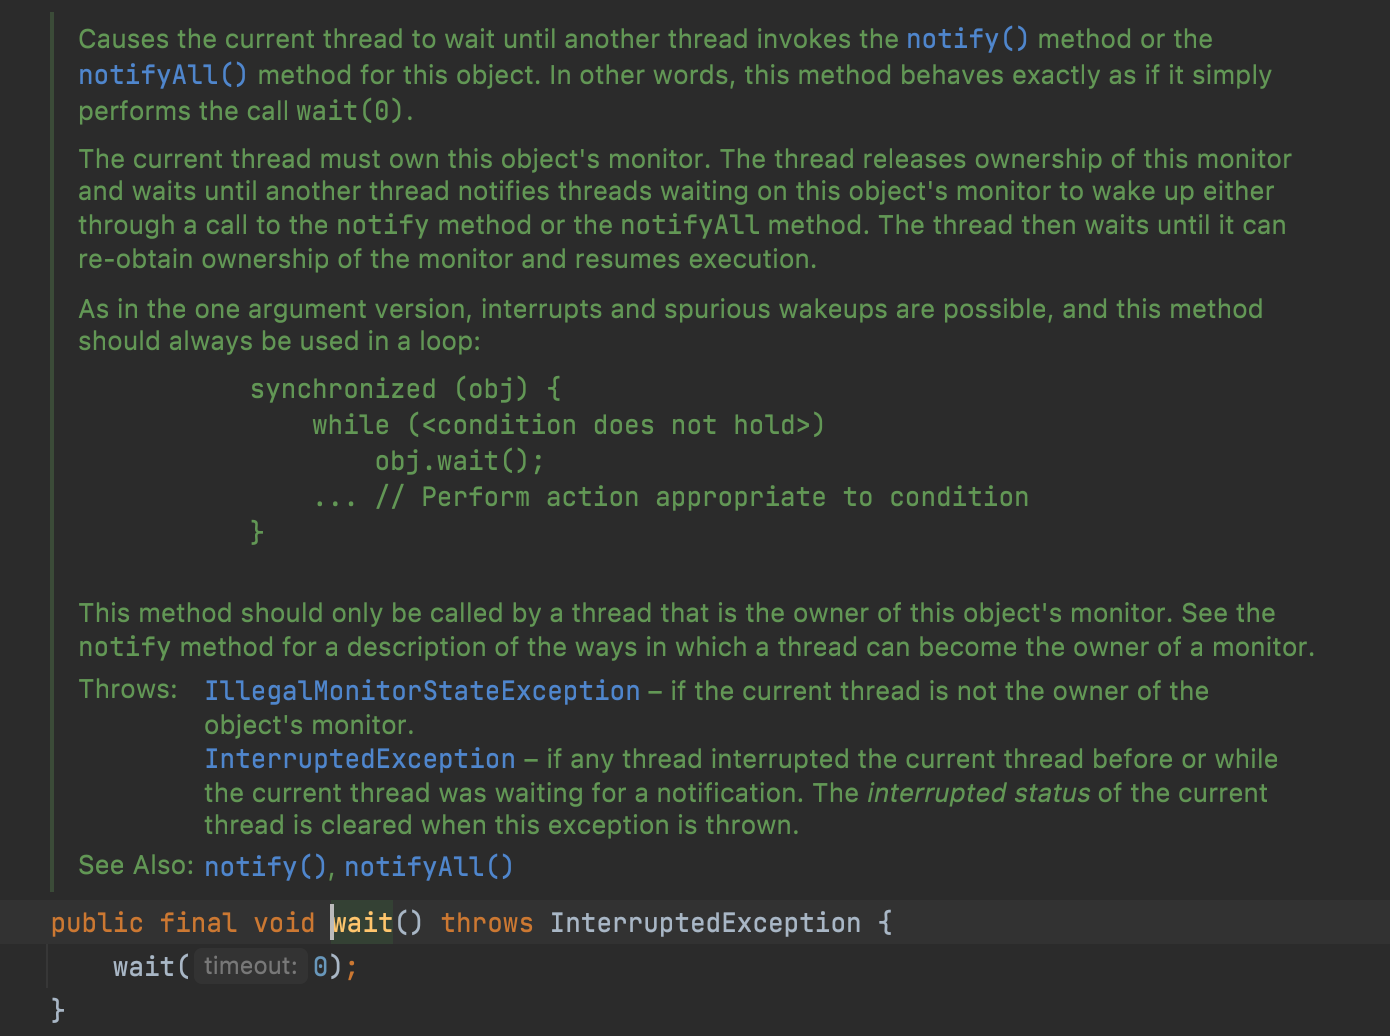 Causes the current thread to wait until another thread invokes the notify() method or the
notifyAll() method for this object. In other words, this method behaves exactly as if it simply
performs the call wait(0).
The current thread must own this object's monitor. The thread releases ownership of this monitor
and waits until another thread notifies threads waiting on this object's monitor to wake up either
through a call to the notify method or the notifyAll method. The thread then waits until it can
re-obtain ownership of the monitor and resumes execution.
As in the one argument version, interrupts and spurious wakeups are possible, and this method
should always be used in a loop:
synchronized (obj) {
    while (<condition does not hold>)
        obj.wait();
    ... // Perform action appropriate to condition
}
This method should only be called by a thread that is the owner of this object's monitor. See the
notify method for a description of the ways in which a thread can become the owner of a monitor.
Throws: IllegalMonitorStateException – if the current thread is not the owner of the
object's monitor.
InterruptedException – if any thread interrupted the current thread before or while
the current thread was waiting for a notification. The interrupted status of the current
thread is cleared when this exception is thrown.
See Also: notify(), notifyAll()
public final void wait() throws InterruptedException {
    wait( timeout: 0);
}